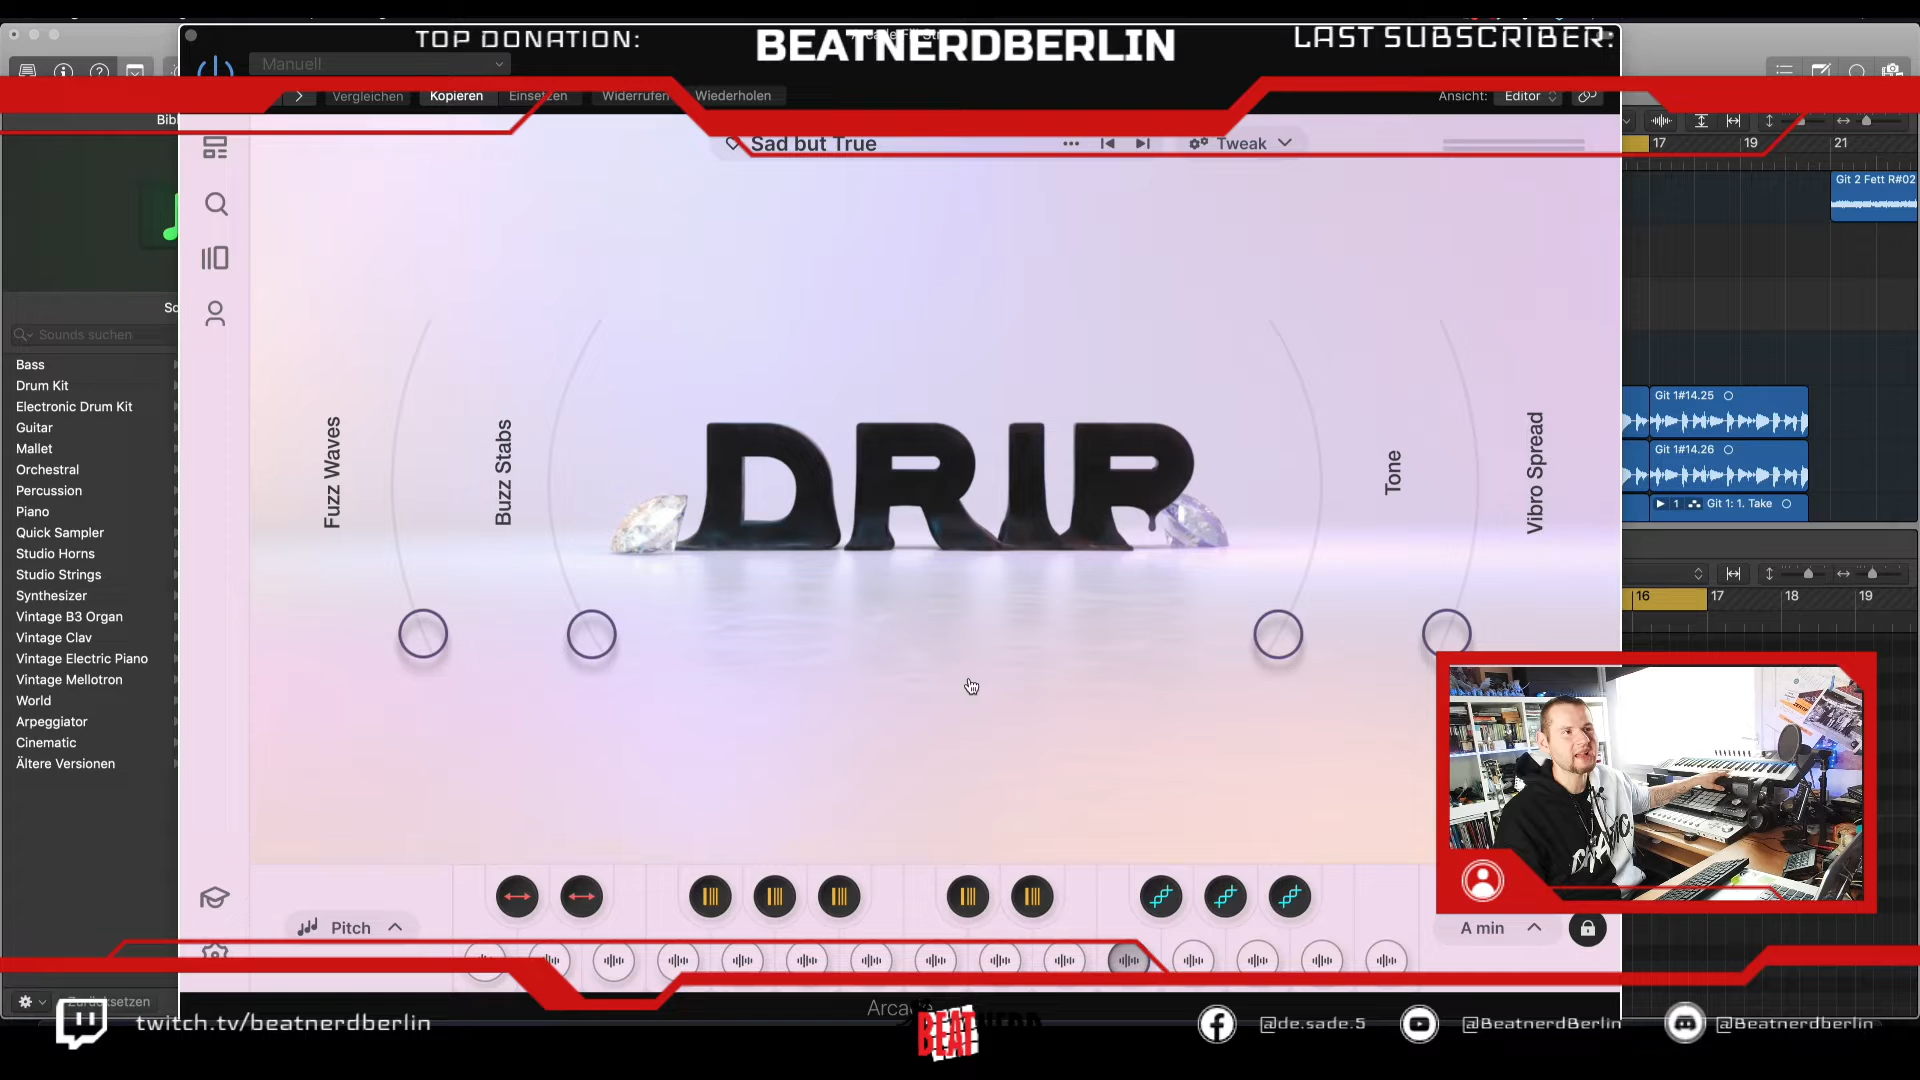 TOP DONATION:
BEATNERDBERLIN
LAST SUBSCRIBER:
Manuell
Vergleichen
Kopieren
Einsetzen
Widerrufen
Wiederholen
Ansicht:
Editor
Sad but True
Tweak
17
19
21
Git 2 Fett R#02
Sounds suchen
Bass
Drum Kit
Electronic Drum Kit
Guitar
Mallet
Orchestral
Percussion
Piano
Quick Sampler
Studio Horns
Studio Strings
Synthesizer
Vintage B3 Organ
Vintage Clav
Vintage Electric Piano
Vintage Mellotron
World
Arpeggiator
Cinematic
Ältere Versionen
Fuzz Waves
Buzz Stabs
DRIP
Tone
Vibro Spread
Git 1#14.25
Git 1#14.26
1
Git 1: 1. Take
16
17
18
19
Pitch
A min
Zurücksetzen
twitch.tv/beatnerdberlin
BEAT
@de.sade.5
@BeatnerdBerlin
@Beatnerdberlin